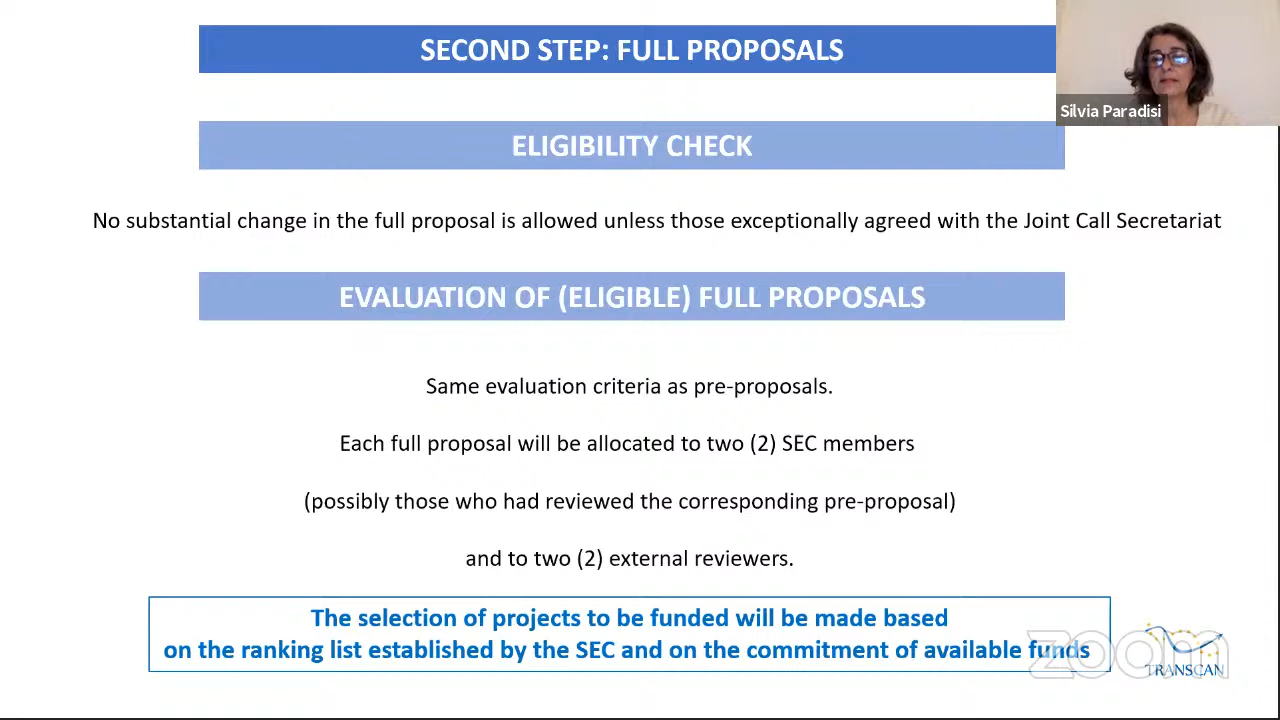 SECOND STEP: FULL PROPOSALS
Silvia Paradisi
ELIGIBILITY CHECK
No substantial change in the full proposal is allowed unless those exceptionally agreed with the Joint Call Secretariat
EVALUATION OF (ELIGIBLE) FULL PROPOSALS
Same evaluation criteria as pre-proposals.
Each full proposal will be allocated to two (2) SEC members
(possibly those who had reviewed the corresponding pre-proposal)
and to two (2) external reviewers.
The selection of projects to be funded will be made based
on the ranking list established by the SEC and on the commitment of available funds
zoom
TRANSCAN